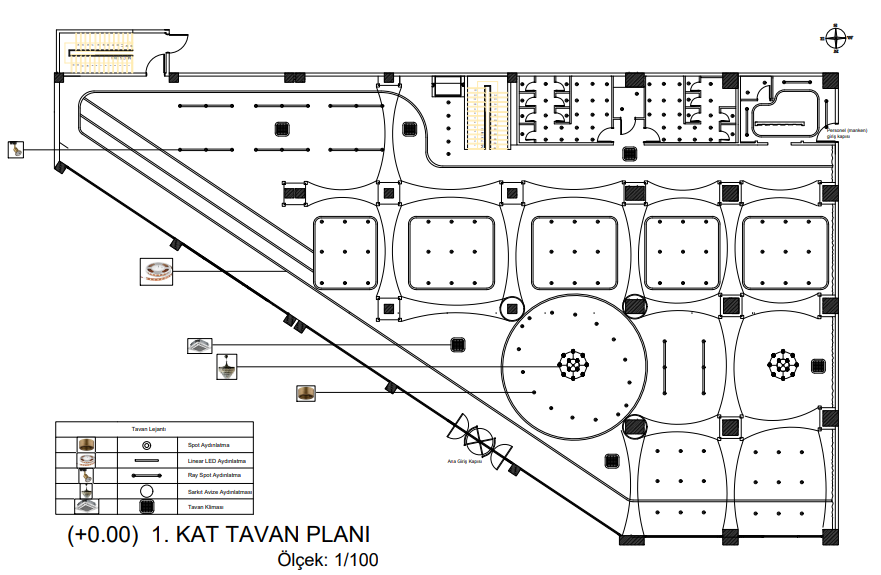 Personel (manken)
giriş kapısı
Ana Giriş Kapısı
Tavan Lejantı
Spot Aydınlatma
Linear LED Aydınlatma
Ray Spot Aydınlatma
Sarkıt Avize Aydınlatması
Tavan Kliması
(+0.00) 1. KAT TAVAN PLANI
Ölçek: 1/100